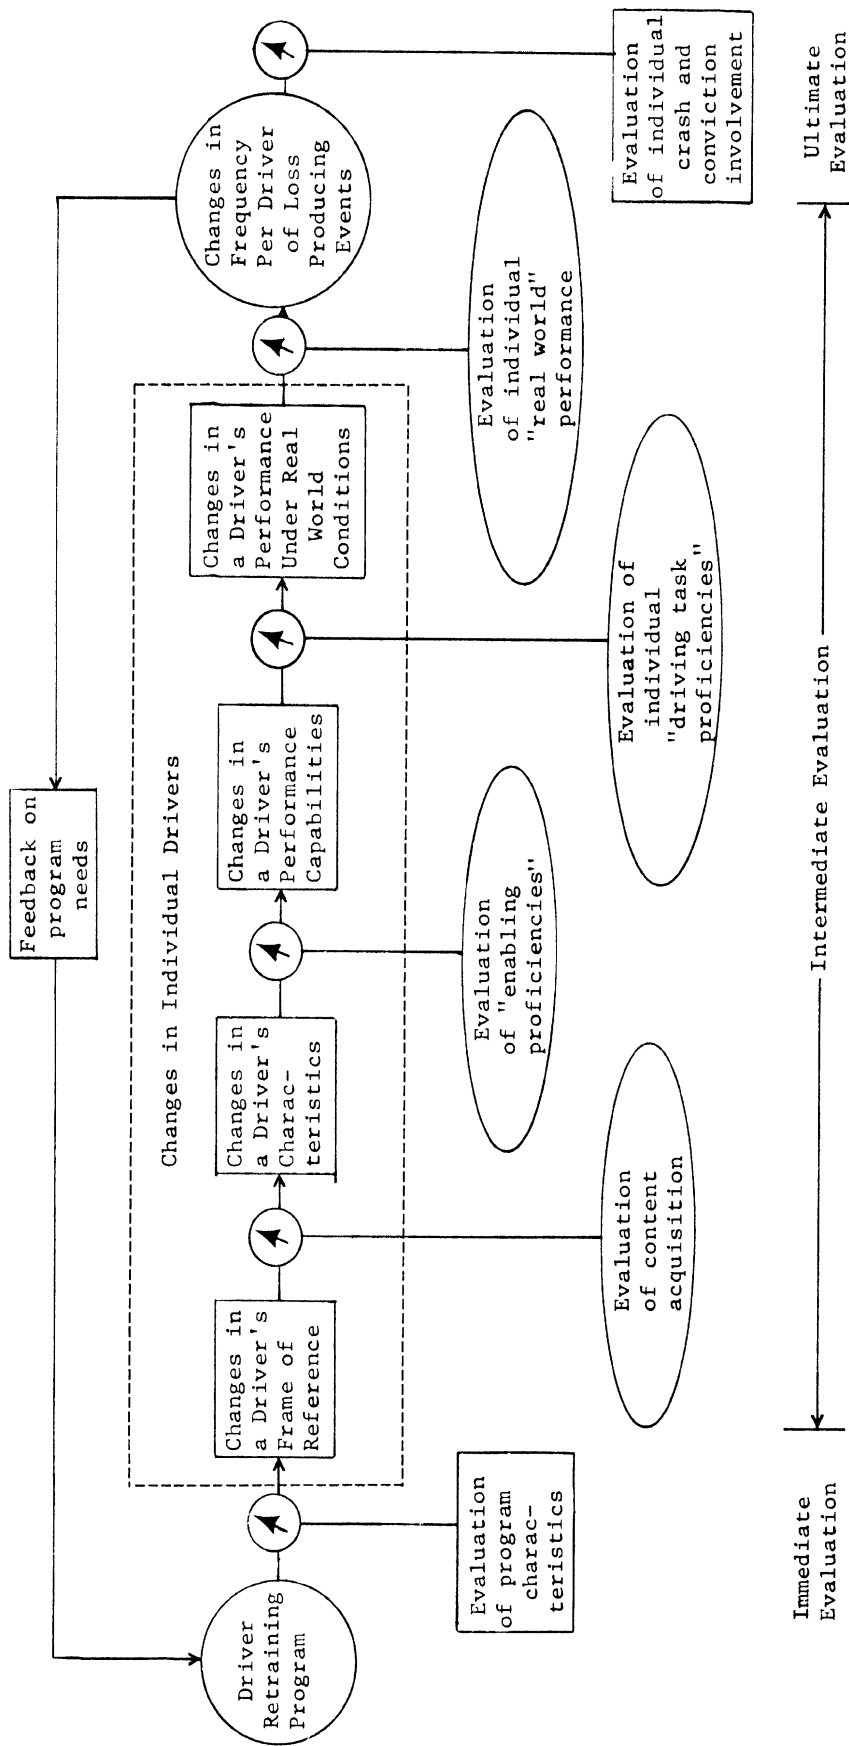 Feedback on
program
needs
Changes in Individual Drivers
Driver
Retraining
Program
Changes in
a Driver's
Frame of
Reference
Changes in
a Driver's
Charac-
teristics
Changes in
a Driver's
Performance
Capabilities
Changes in
a Driver's
Performance
Under Real
World
Conditions
Changes in
Frequency
Per Driver
of Loss
Producing
Events
Evaluation
of program
charac-
teristics
Evaluation
of content
acquisition
Evaluation
of "enabling
proficiencies"
Evaluation of
individual
"driving task
proficiencies"
Evaluation
of individual
"real world"
performance
Evaluation
of individual
crash and
conviction
involvement
Immediate
Evaluation
Intermediate Evaluation
Ultimate
Evaluation